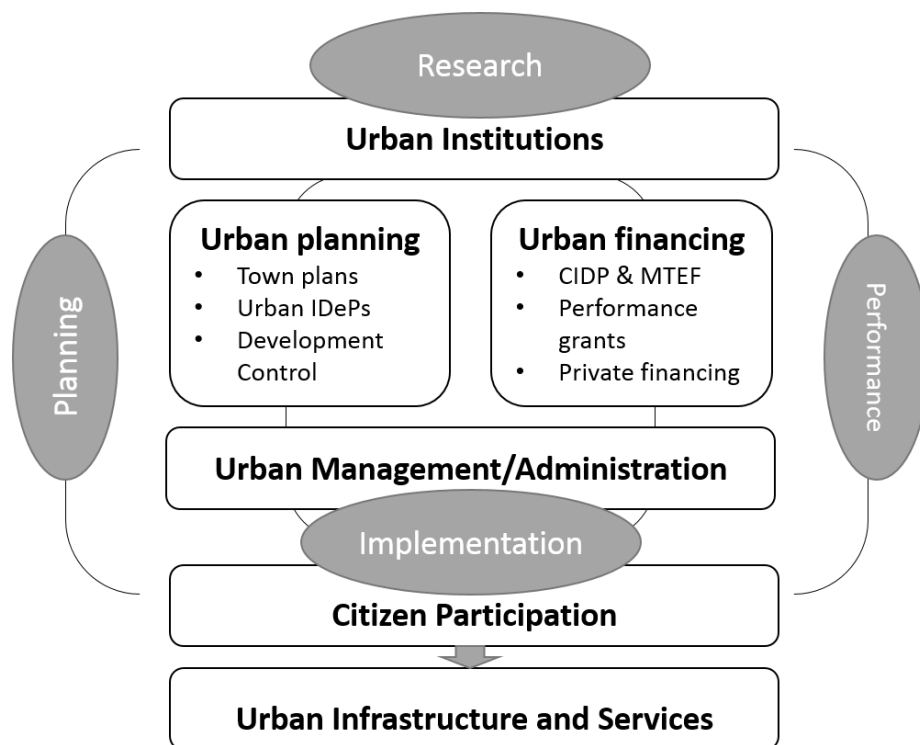 Research
Urban Institutions
Planning
Urban planning
• Town plans
• Urban IDePs
• Development
Control
Urban financing
• CIDP & MTEF
• Performance
grants
• Private financing
Performance
Urban Management/Administration
Implementation
Citizen Participation
Urban Infrastructure and Services